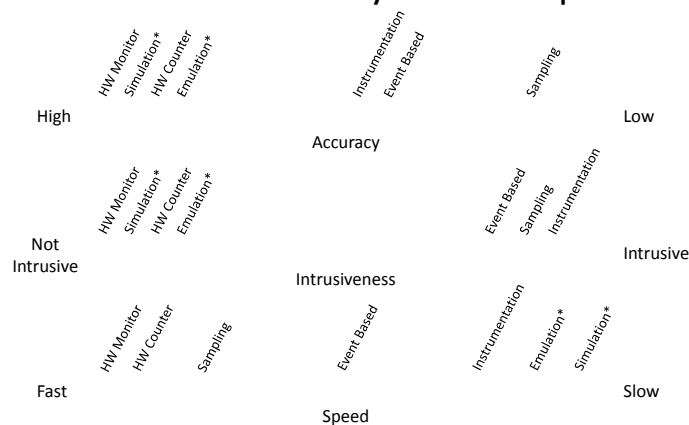 HW Monitor
Simulation*
HW Counter
Emulation*
Instrumentation
Event Based
Sampling
High
Low
Accuracy
HW Monitor
Simulation*
HW Counter
Emulation*
Event Based
Sampling
Instrumentation
Not
Intrusive
Intrusive
Intrusiveness
HW Monitor
HW Counter
Sampling
Event Based
Instrumentation
Emulation*
Simulation*
Fast
Slow
Speed